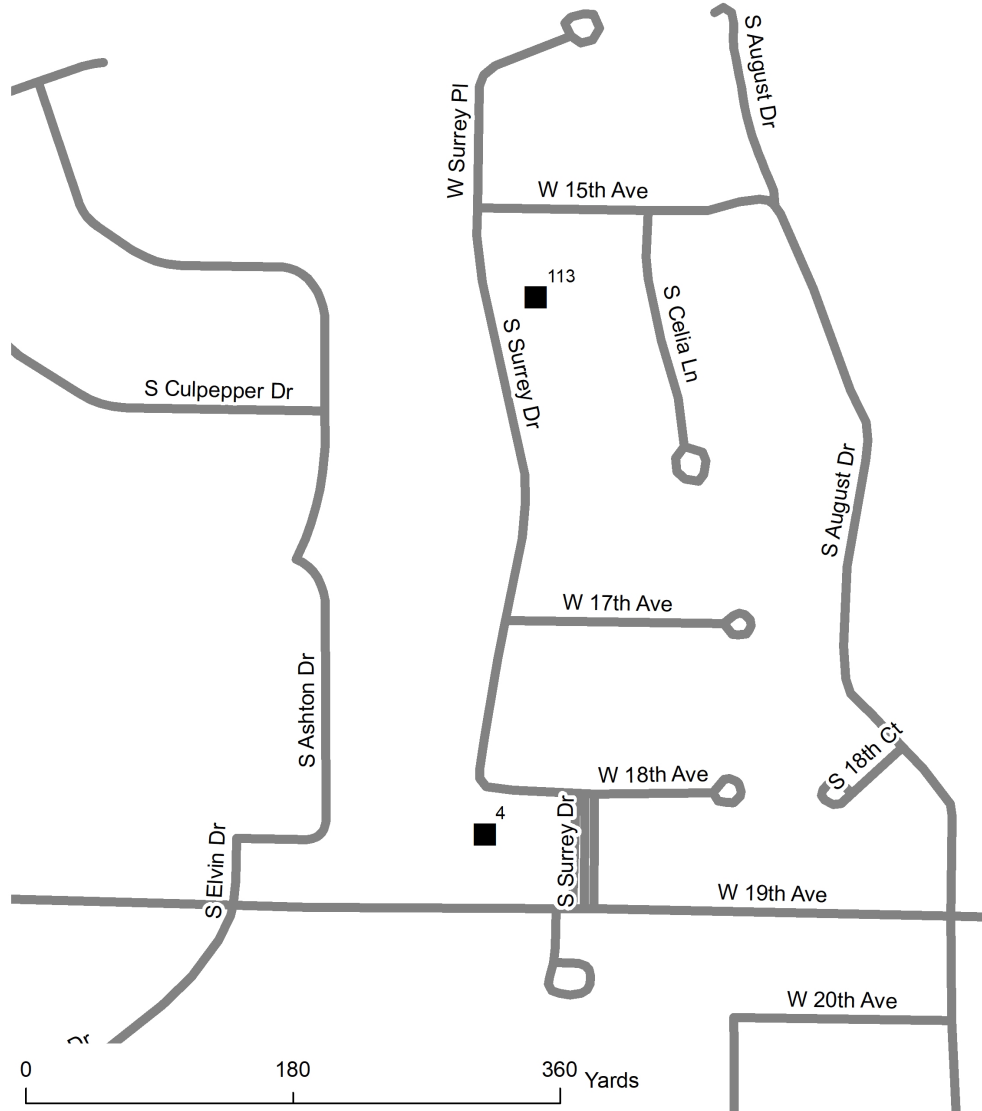 S August Dr
W Surrey Pl
W 15th Ave
113
S Celia Ln
S Surrey Dr
S Culpepper Dr
S August Dr
W 17th Ave
S Ashton Dr
S 18th Ct
W 18th Ave
4
S Surrey Dr
S Elvin Dr
W 19th Ave
W 20th Ave
Dr
0 180 360 Yards